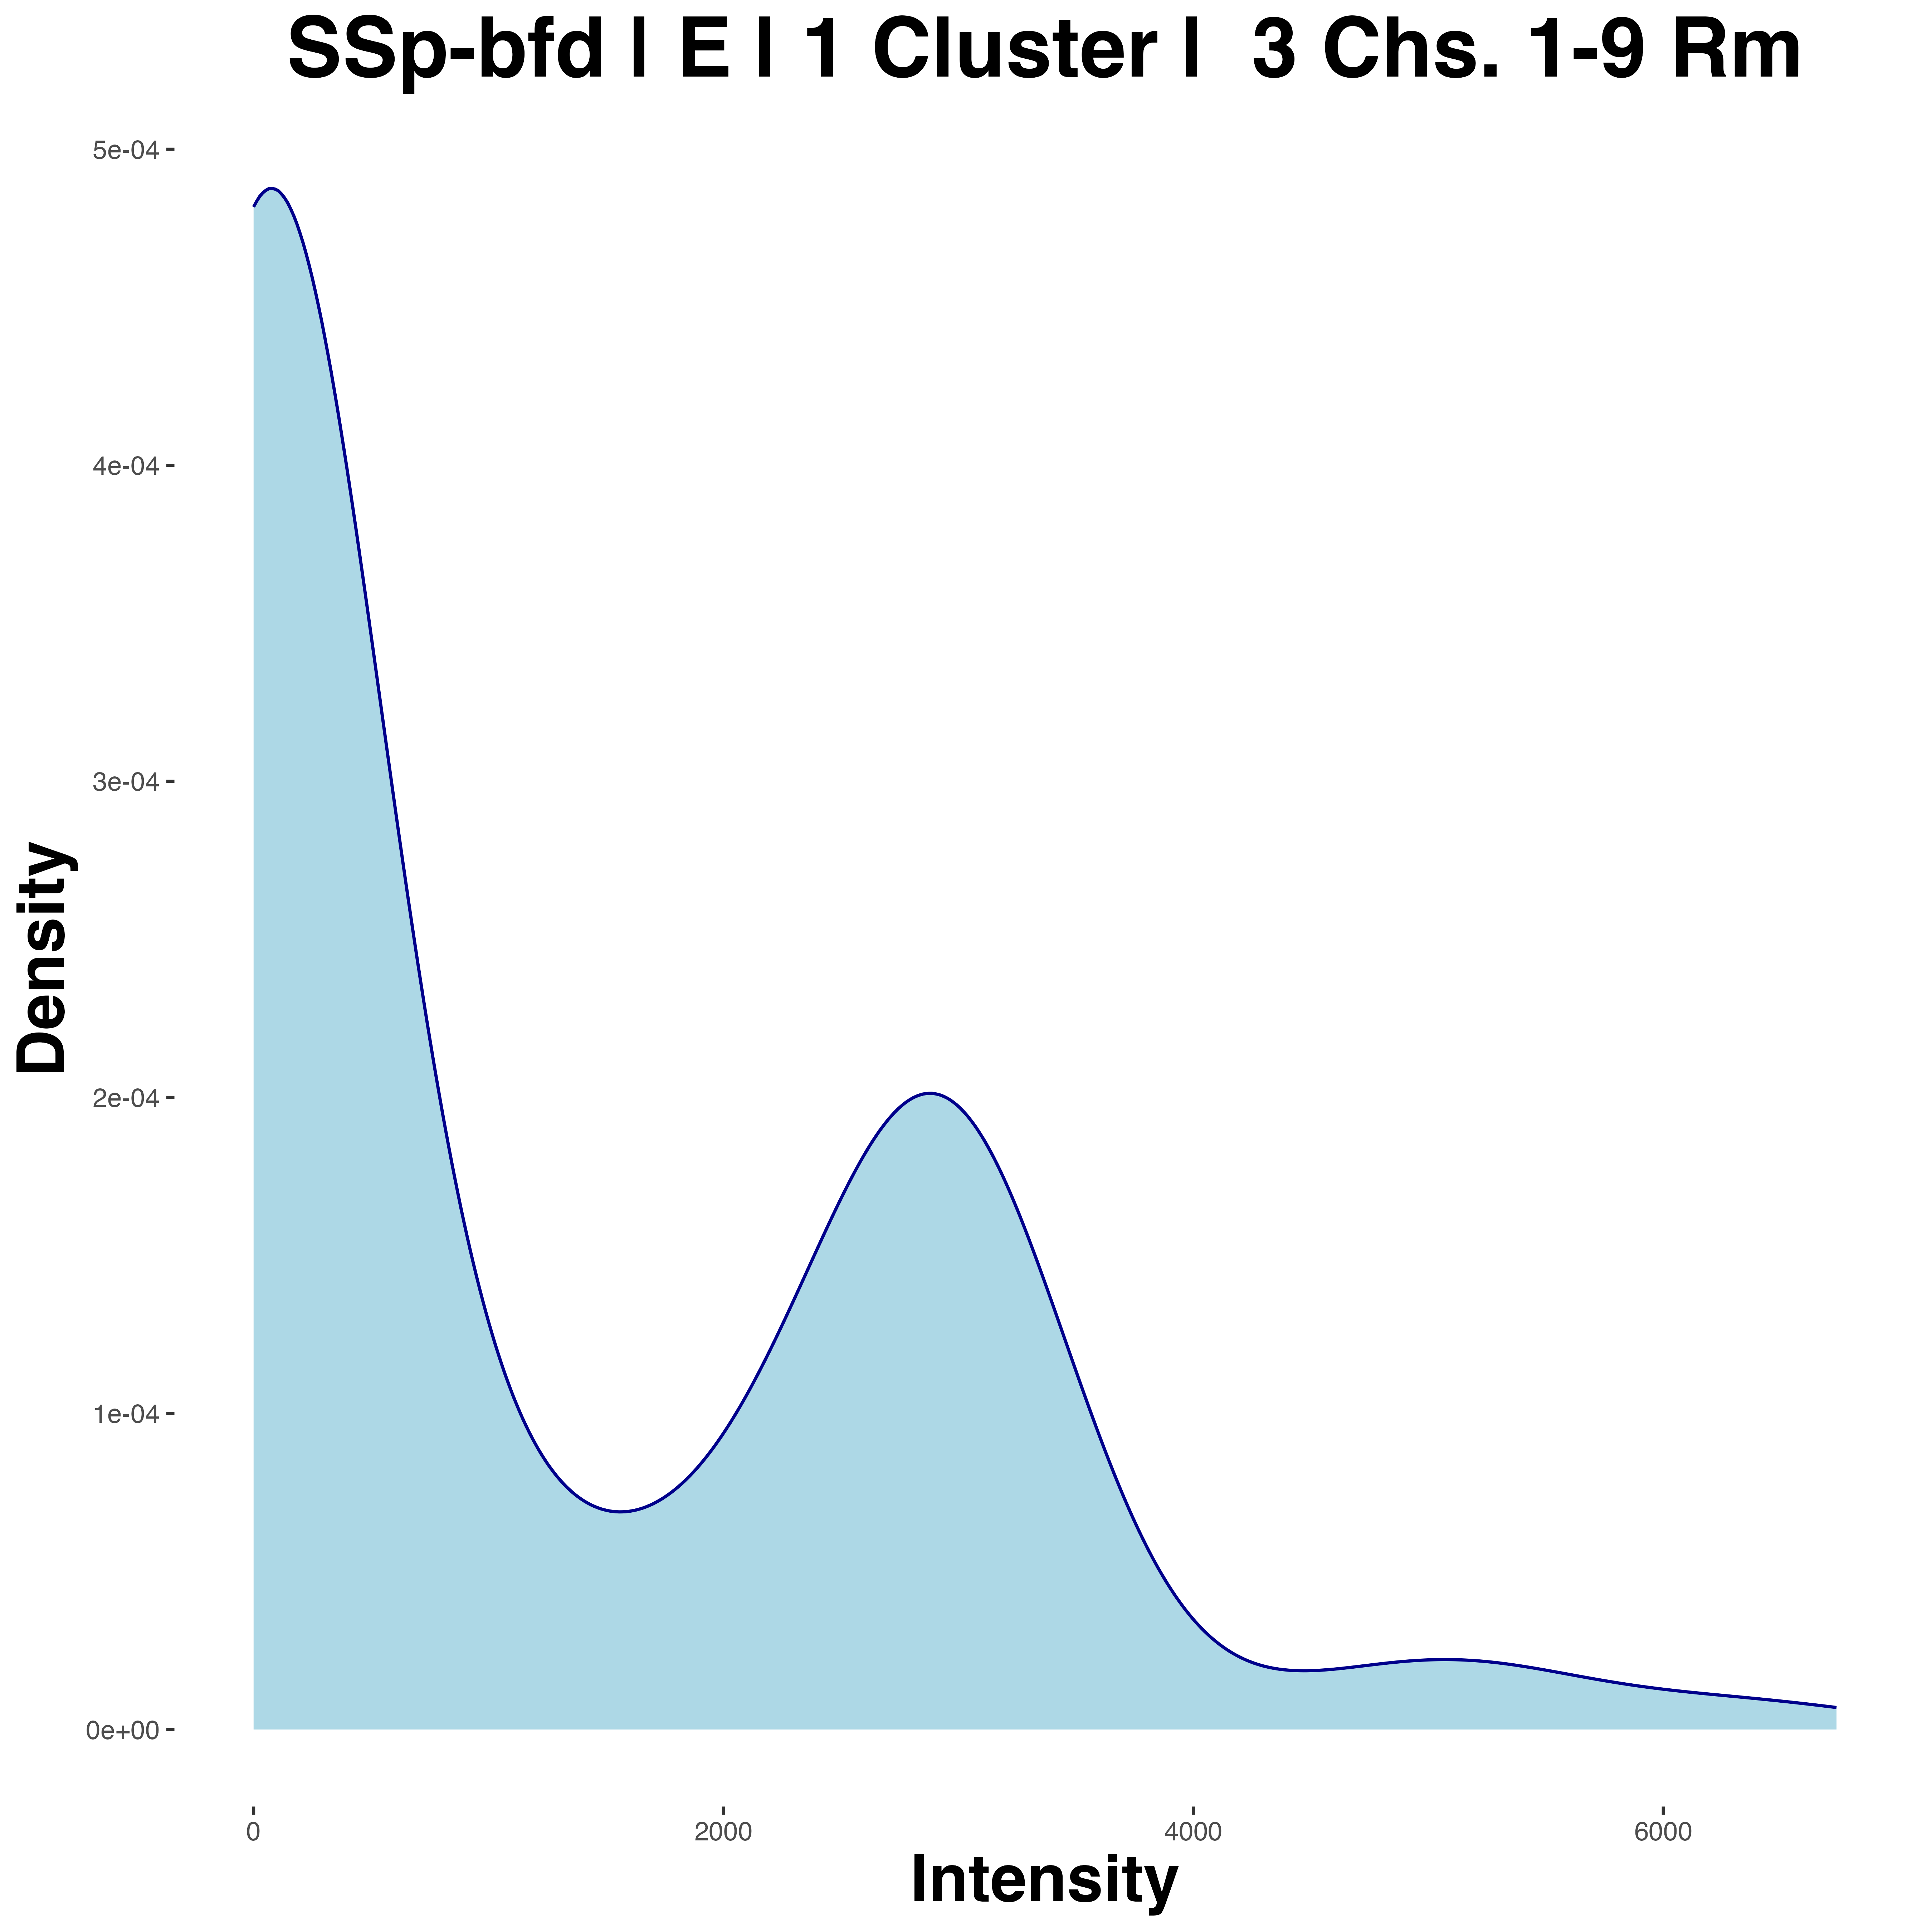 SSp-bfd | E | 1 Cluster | 3 Chs. 1-9 Rm
5e-04
4e-04
3e-04
2e-04
1e-04
0e+00
Density
0 2000 4000 6000
Intensity